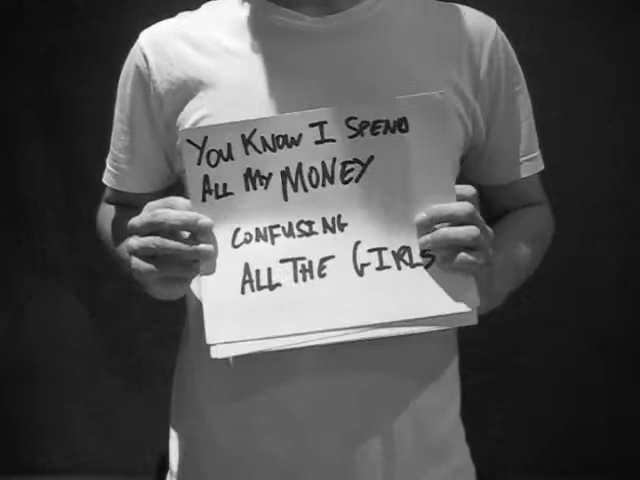 YOU KNOW I SPEND
ALL MY MONEY
CONFUSING
ALL THE GIRLS